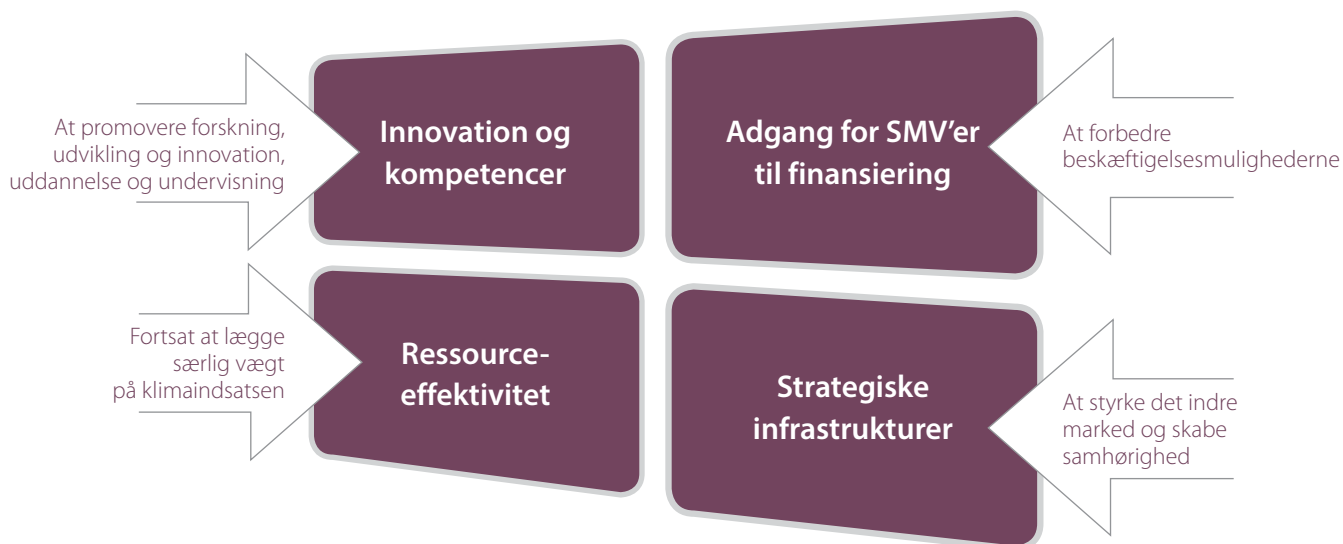 At promovere forskning,
udvikling og innovation,
uddannelse og undervisning
Innovation og
kompetencer
Adgang for SMV’er
til finansiering
At forbedre
beskæftigelsesmulighederne
Fortsat at lægge
særlig vægt
på klimaindsatsen
Ressource-
effektivitet
Strategiske
infrastrukturer
At styrke det indre
marked og skabe
samhørighed